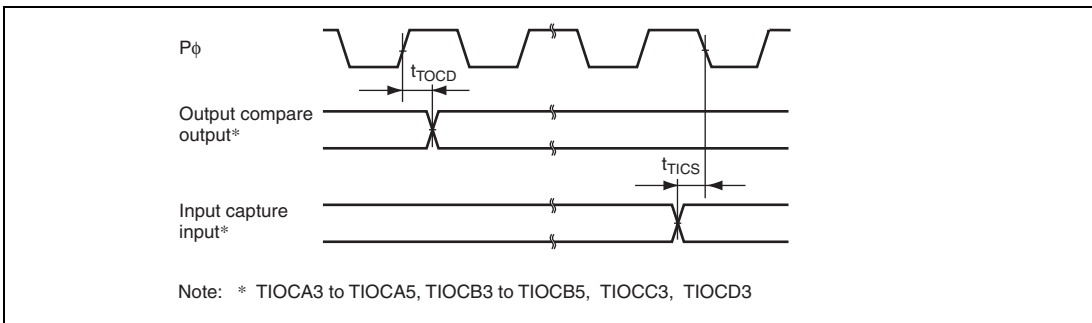 Pϕ
tTOCD
Output compare
output*
tTICS
Input capture
input*
Note: * TIOCA3 to TIOCA5, TIOCB3 to TIOCB5, TIOCC3, TIOCD3